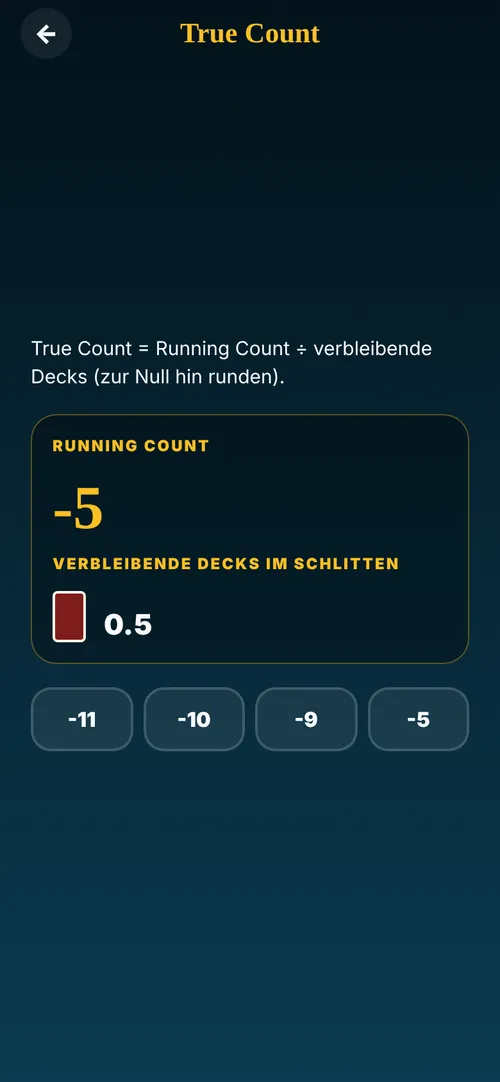 True Count
True Count = Running Count ÷ verbleibende
Decks (zur Null hin runden).
RUNNING COUNT
-5
VERBLEIBENDE DECKS IM SCHLITTEN
0.5
-11 -10 -9 -5